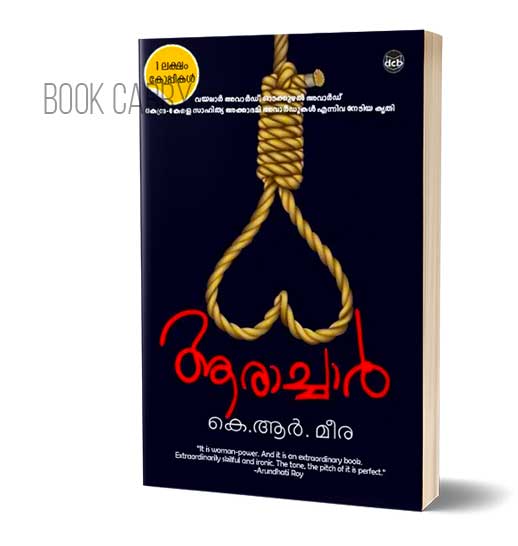 1 ലക്ഷം
കോപ്പികൾ
dcb
BOOK CARRY
വയലാർ അവാർഡ്, ഓടക്കുഴൽ അവാർഡ്
കേന്ദ്ര-കേരള സാഹിത്യ അക്കാദമി അവാർഡുകൾ എന്നിവ നേടിയ കൃതി
ആരാച്ചാർ
കെ.ആർ. മീര
"It is woman-power. And it is an extraordinary book.
Extraordinarily skilful and ironic. The tone, the pitch of it is perfect."
-Arundhati Roy